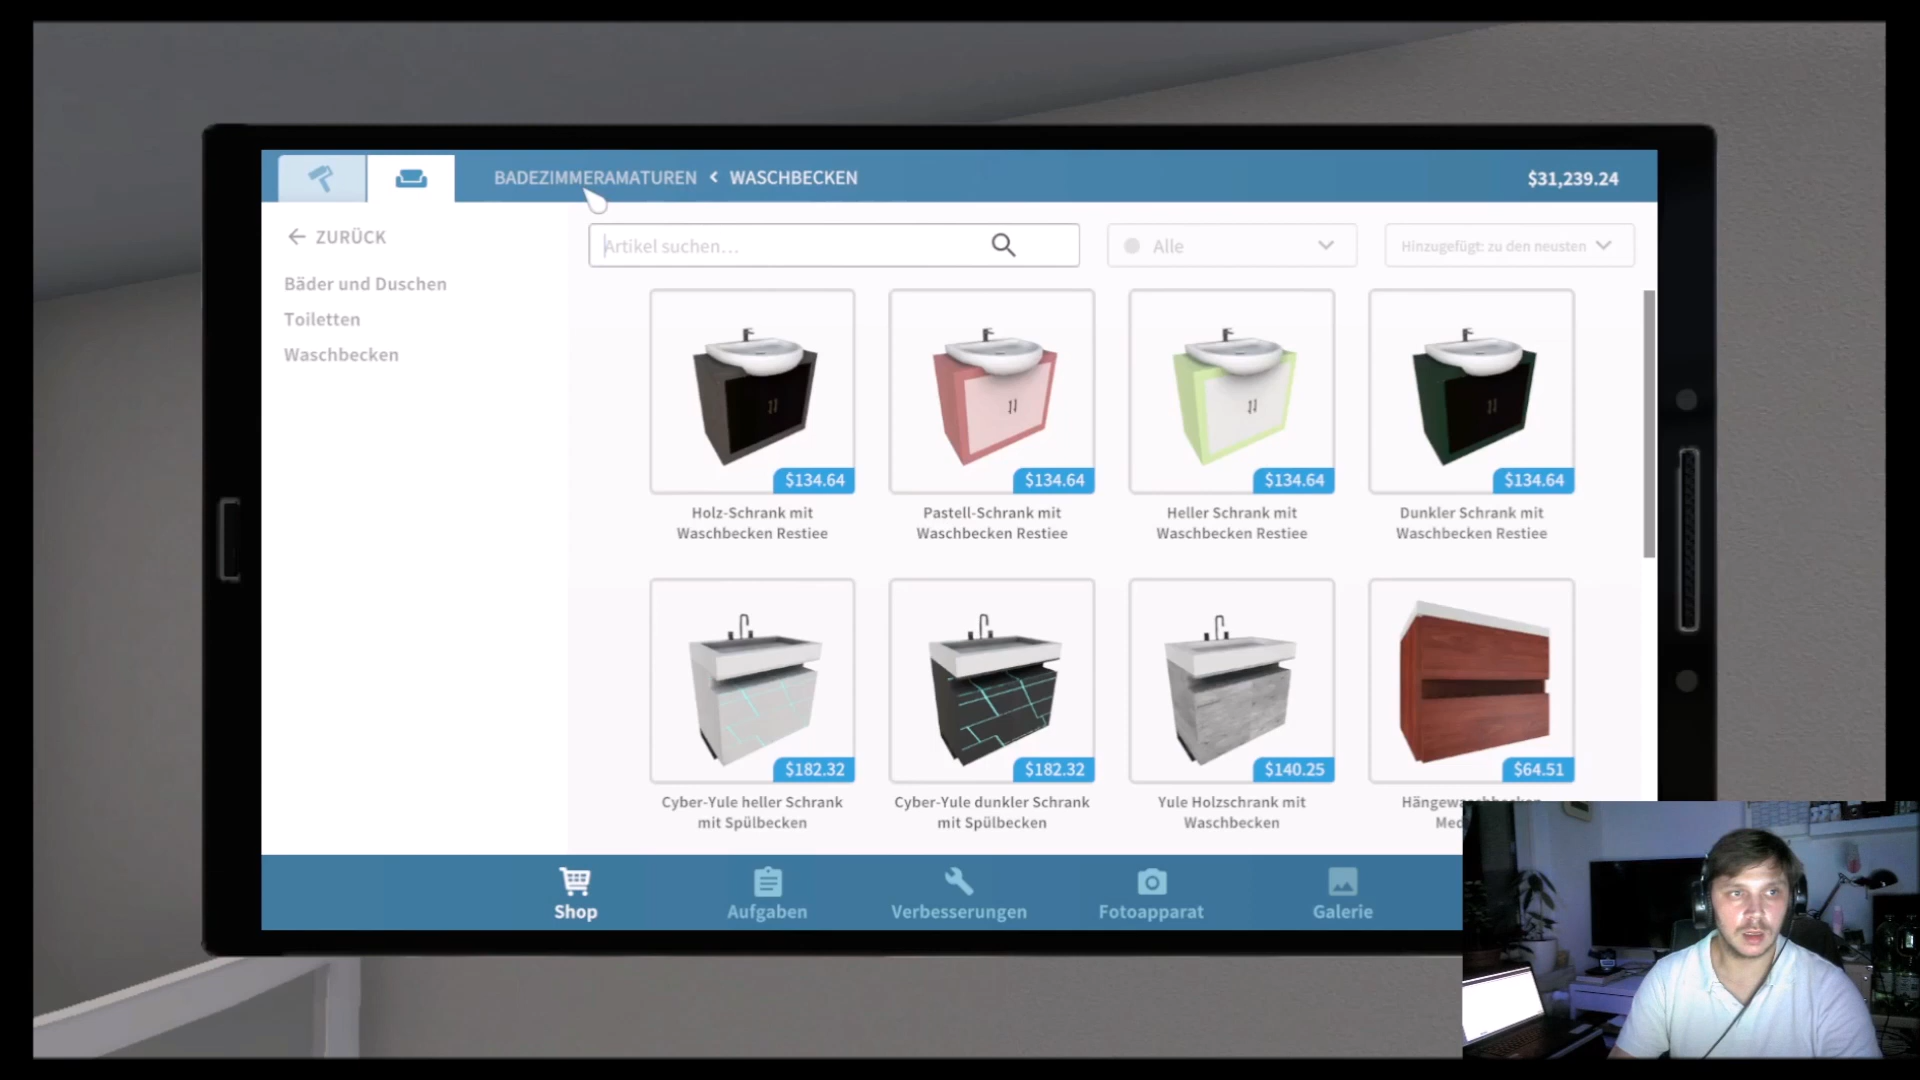 BADEZIMMERAMATUREN < WASCHBECKEN
$31,239.24
← ZURÜCK
Bäder und Duschen
Toiletten
Waschbecken
Artikel suchen...
Alle
Hinzugefügt: zu den neusten
$134.64
$134.64
$134.64
$134.64
Holz-Schrank mit
Waschbecken Restiee
Pastell-Schrank mit
Waschbecken Restiee
Heller Schrank mit
Waschbecken Restiee
Dunkler Schrank mit
Waschbecken Restiee
$182.32
$182.32
$140.25
$64.51
Cyber-Yule heller Schrank
mit Spülbecken
Cyber-Yule dunkler Schrank
mit Spülbecken
Yule Holzschrank mit
Waschbecken
Shop
Aufgaben
Verbesserungen
Fotoapparat
Galerie